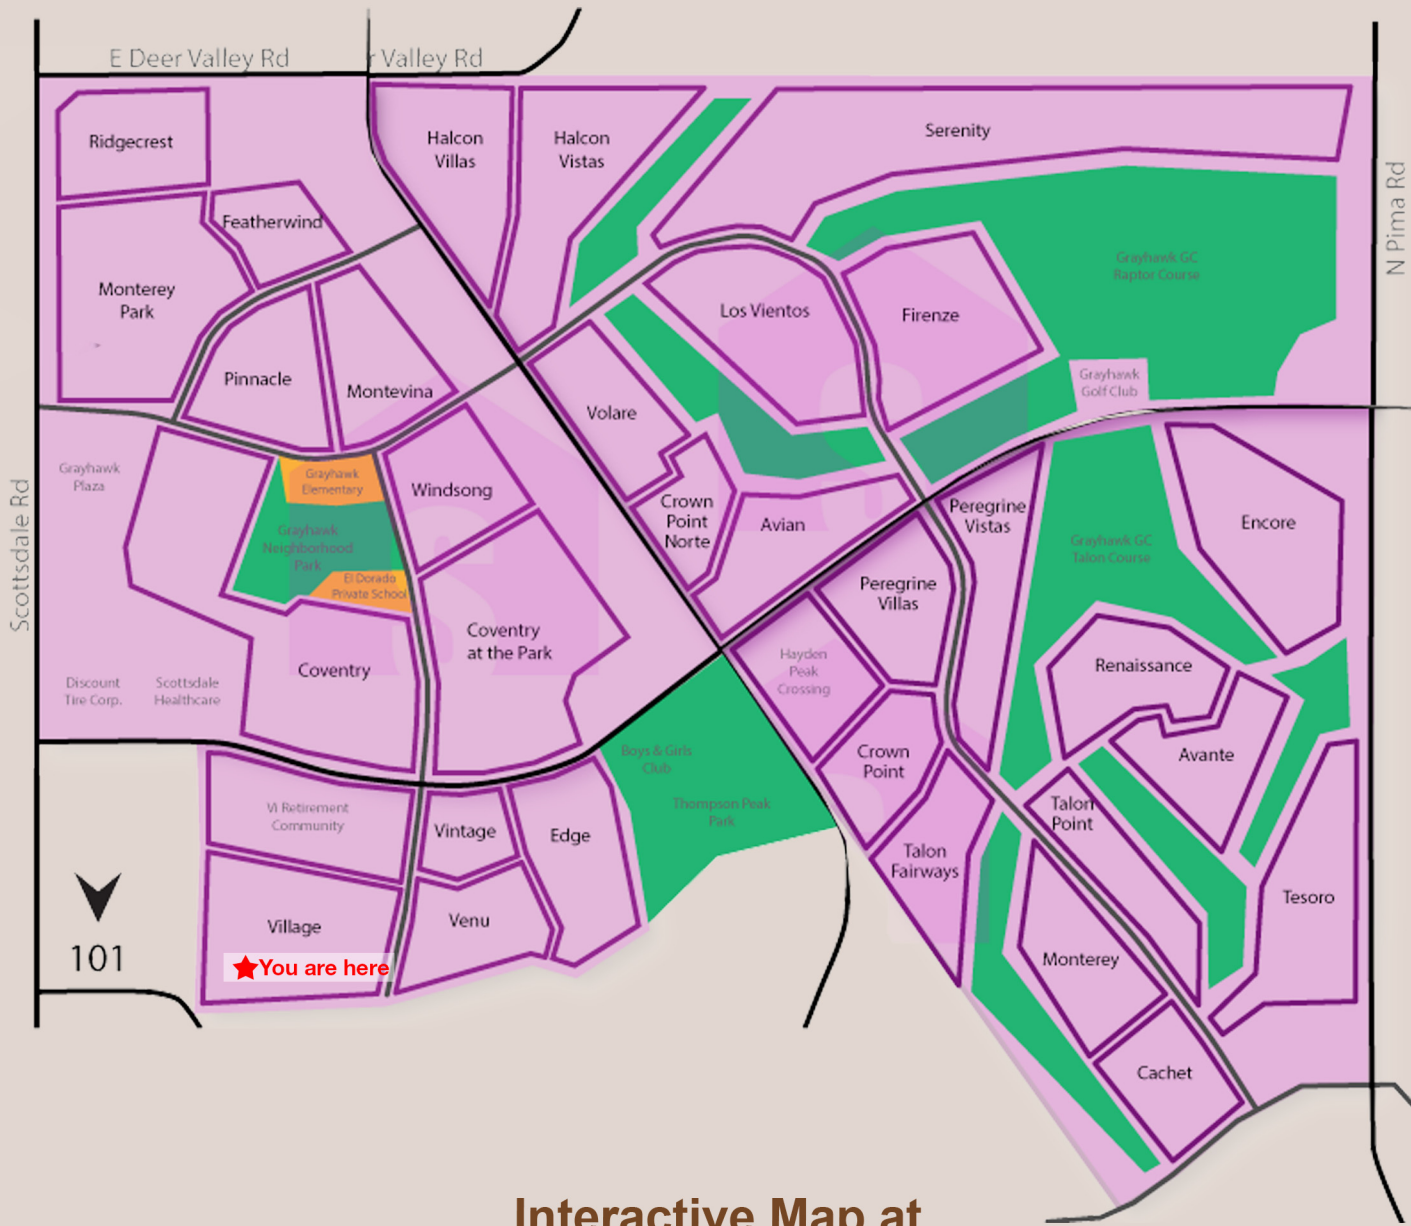 E Deer Valley Rd
r Valley Rd
Ridgecrest
Halcon
Villas
Halcon
Vistas
Serenity
N Pima Rd
Featherwind
Monterey
Park
Los Vientos
Firenze
Grayhawk GC
Raptor Course
Pinnacle
Montevina
Grayhawk
Golf Club
Volare
Grayhawk
Plaza
Grayhawk
Elementary
Windsong
Crown
Point
Norte
Avian
Peregrine
Vistas
Encore
Grayhawk
Neighborhood
Park
Grayhawk GC
Talon Course
Scottsdale Rd
El Dorado
Private School
Peregrine
Villas
Coventry
at the Park
Coventry
Hayden
Peak
Crossing
Renaissance
Discount
Tire Corp.
Scottsdale
Healthcare
Boys & Girls
Club
Crown
Point
Avante
Vi Retirement
Community
Vintage
Edge
Thompson Peak
Park
Talon
Point
Talon
Fairways
Tesoro
Village
Venu
101
You are here
Monterey
Cachet
Interactive Map at